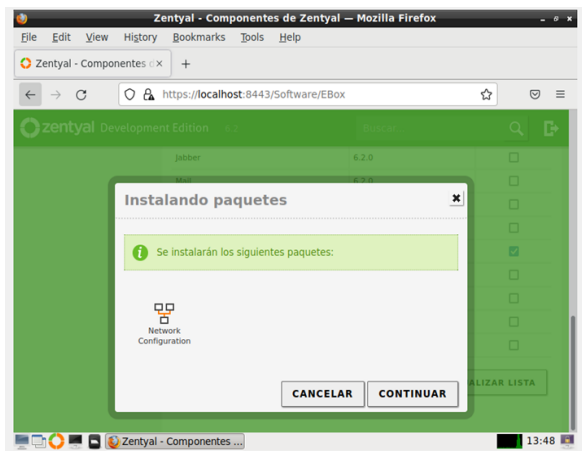 Zentyal - Componentes de Zentyal — Mozilla Firefox
File Edit View History Bookmarks Tools Help
Zentyal - Componentes d
https://localhost:8443/Software/EBox
zentyal Development Edition
Jabber 6.2.0
Mail 6.2.0
Instalando paquetes
Se instalarán los siguientes paquetes:
Network
Configuration
CANCELAR CONTINUAR
ALIZAR LISTA
Zentyal - Componentes ... 13:48